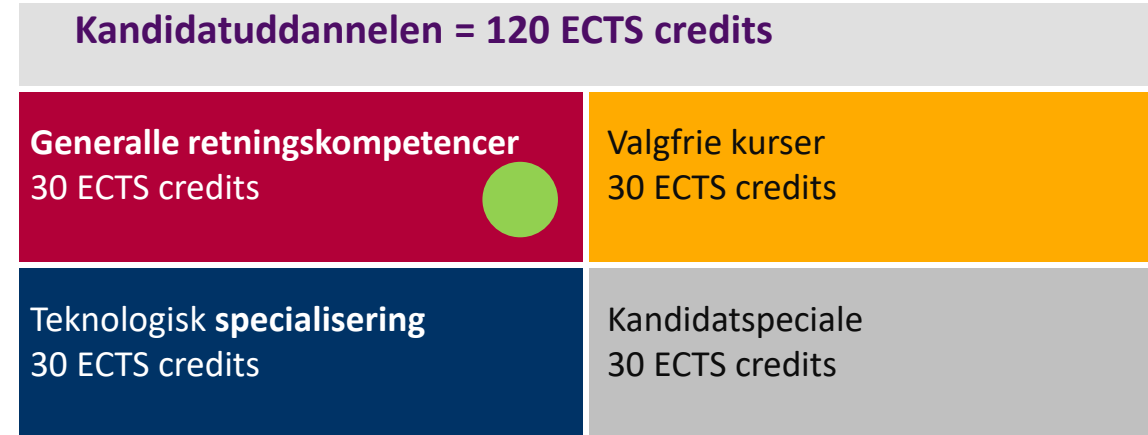 Kandidatuddannelen = 120 ECTS credits
Generalle retningskompetencer
30 ECTS credits
Valgfrie kurser
30 ECTS credits
Teknologisk specialisering
30 ECTS credits
Kandidatspeciale
30 ECTS credits